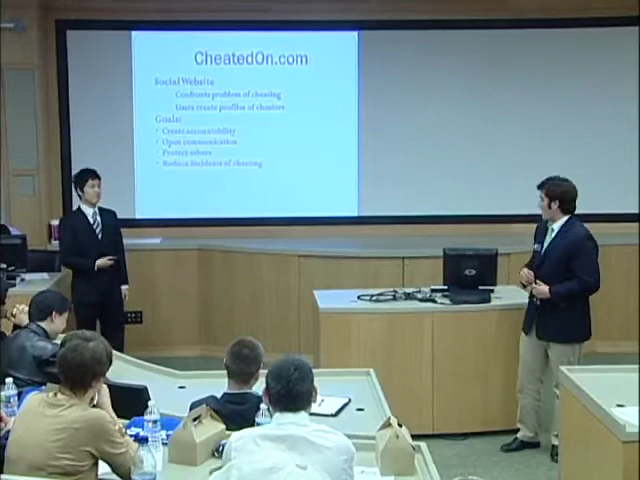 CheatedOn.com
Social Website
Confronts problem of cheating
Users create profiles of cheaters
Goals:
• Create accountability
• Open communication
• Protect others
• Reduce incidents of cheating